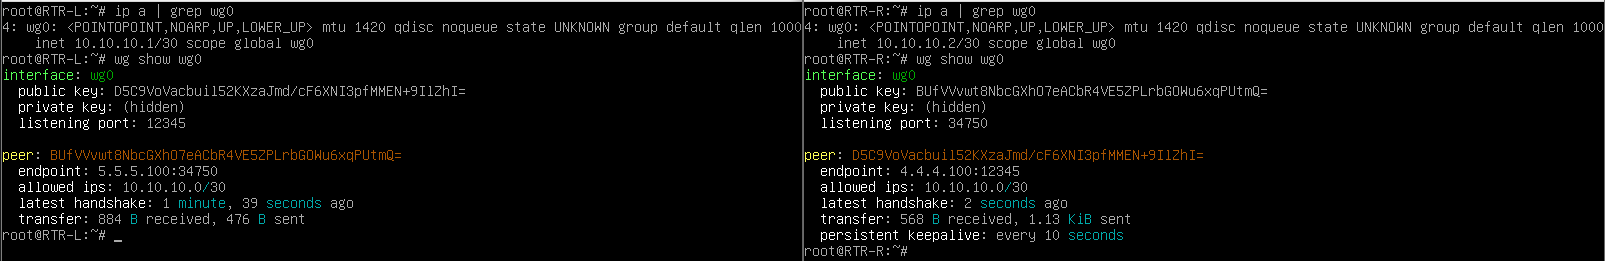 root@RTR-L:~# ip a | grep wg0
4: wg0: <POINTOPOINT,NOARP,UP,LOWER_UP> mtu 1420 qdisc noqueue state UNKNOWN group default qlen 1000
    inet 10.10.10.1/30 scope global wg0
root@RTR-L:~# wg show wg0
interface: wg0
  public key: D5C9VoVacbuil52KXzaJmd/cF6XNI3pfMMEN+9IlZhI=
  private key: (hidden)
  listening port: 12345
peer: BUfVVvwt8NbcGXhO7eACbR4VE5ZPLrbGOWu6xqPUtmQ=
  endpoint: 5.5.5.100:34750
  allowed ips: 10.10.10.0/30
  latest handshake: 1 minute, 39 seconds ago
  transfer: 884 B received, 476 B sent
root@RTR-L:~# _
root@RTR-R:~# ip a | grep wg0
4: wg0: <POINTOPOINT,NOARP,UP,LOWER_UP> mtu 1420 qdisc noqueue state UNKNOWN group default qlen 1000
    inet 10.10.10.2/30 scope global wg0
root@RTR-R:~# wg show wg0
interface: wg0
  public key: BUfVVvwt8NbcGXhO7eACbR4VE5ZPLrbGOWu6xqPUtmQ=
  private key: (hidden)
  listening port: 34750
peer: D5C9VoVacbuil52KXzaJmd/cF6XNI3pfMMEN+9IlZhI=
  endpoint: 4.4.4.100:12345
  allowed ips: 10.10.10.0/30
  latest handshake: 2 seconds ago
  transfer: 568 B received, 1.13 KiB sent
  persistent keepalive: every 10 seconds
root@RTR-R:~#